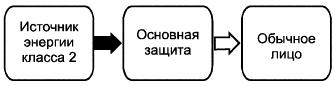 Источник
энергии
класса 2
Основная
защита
Обычное
лицо